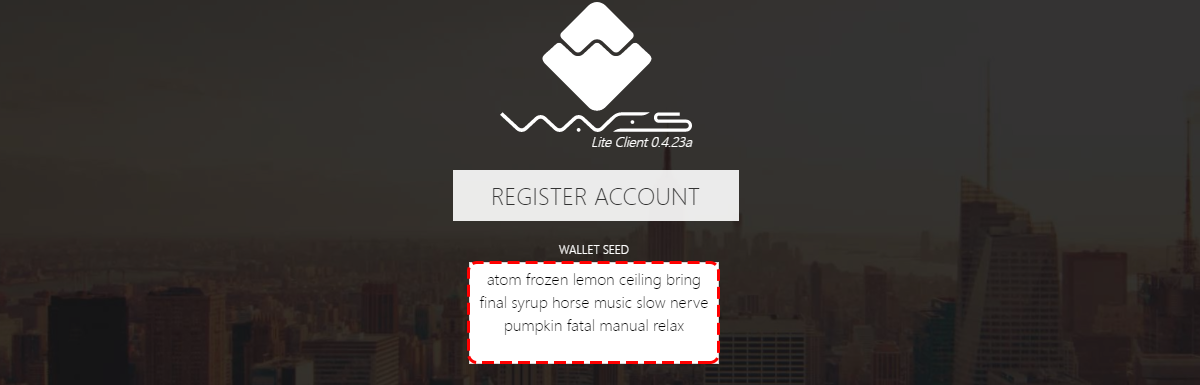 WAVES
Lite Client 0.4.23a
REGISTER ACCOUNT
WALLET SEED
atom frozen lemon ceiling bring
final syrup horse music slow nerve
pumpkin fatal manual relax